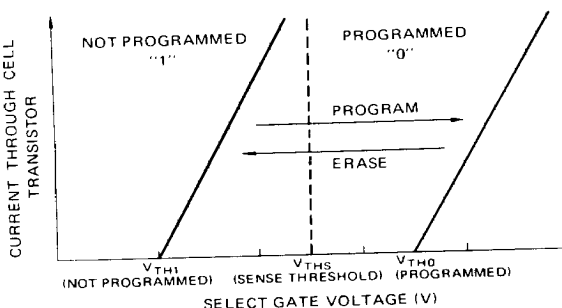 NOT PROGRAMMED
"1"
PROGRAMMED
"0"
PROGRAM
ERASE
CURRENT THROUGH CELL
TRANSISTOR
VTH1
(NOT PROGRAMMED)
VTHS
(SENSE THRESHOLD)
VTH0
(PROGRAMMED)
SELECT GATE VOLTAGE (V)